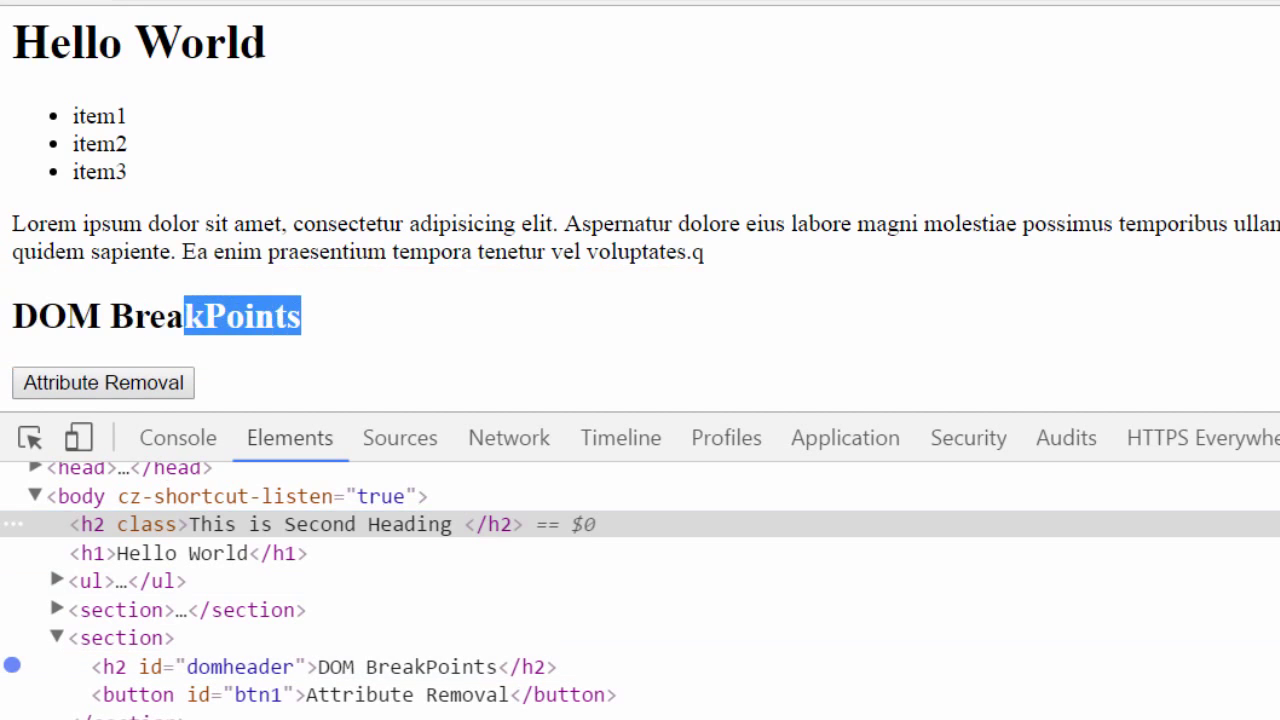 Hello World
item1
item2
item3
Lorem ipsum dolor sit amet, consectetur adipisicing elit. Aspernatur dolore eius labore magni molestiae possimus temporibus ullam
quidem sapiente. Ea enim praesentium tempora tenetur vel voluptates.q
DOM BreakPoints
Attribute Removal
Console Elements Sources Network Timeline Profiles Application Security Audits HTTPS
<head>…</head>
<body cz-shortcut-listen="true">
<h2 class>This is Second Heading </h2> == $0
<h1>Hello World</h1>
<ul>…</ul>
<section>…</section>
<section>
<h2 id="domheader">DOM BreakPoints</h2>
<button id="btn1">Attribute Removal</button>